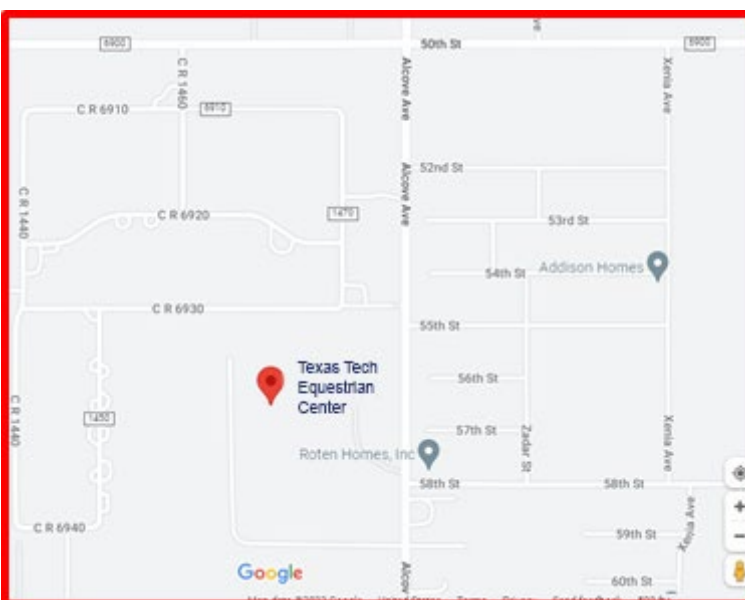 6900
50th St
6900
ve
C R 1460
Alcove Ave
Xenia Ave
C R 6910
6910
52nd St
Alcove Ave
C R 1440
C R 6920
1470
53rd St
54th St
Addison Homes
C R 6930
55th St
Texas Tech
Equestrian
Center
56th St
C R 1440
1450
57th St
Zadar St
Xenia Ave
Roten Homes, Inc
58th St
58th St
C R 6940
Xenia Ave
59th St
Google
Alcov
60th St